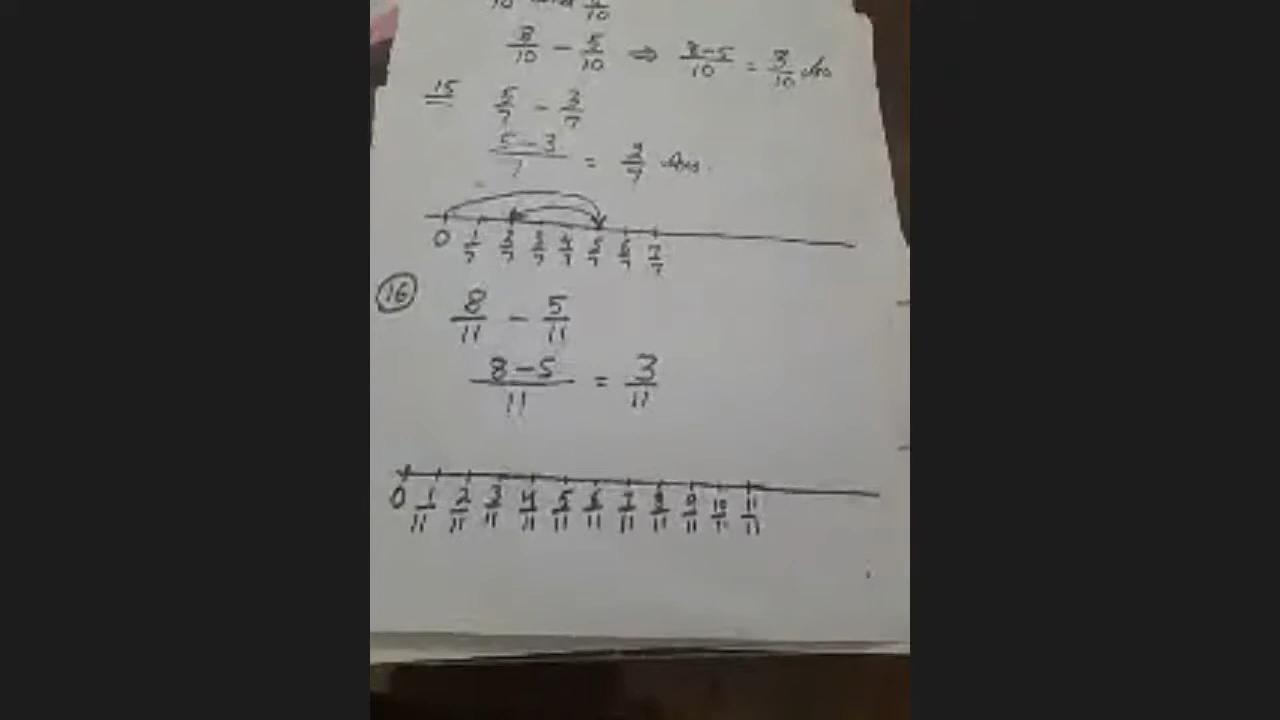 8/10 - 5/10 ⇒ 8-5/10 = 3/10 Ans
15 5/7 - 3/7
5-3/7 = 2/7 Ans.
0 1/7 2/7 3/7 4/7 5/7 6/7 7/7
16 8/11 - 5/11
8-5/11 = 3/11
0 1/11 2/11 3/11 4/11 5/11 6/11 7/11 8/11 9/11 10/11 11/11